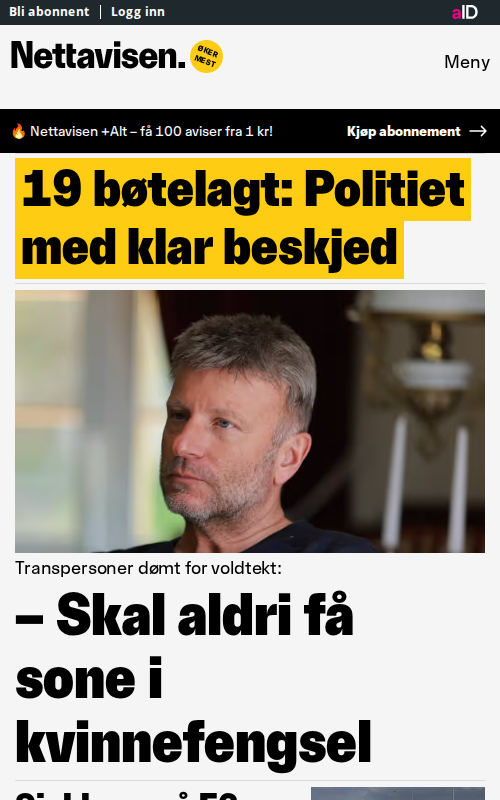 Bli abonnent Logg inn aID
Nettavisen. ØKER MEST
Meny
Nettavisen +Alt – få 100 aviser fra 1 kr! Kjøp abonnement
19 bøtelagt: Politiet
med klar beskjed
Transpersoner dømt for voldtekt:
– Skal aldri få
sone i
kvinnefengsel